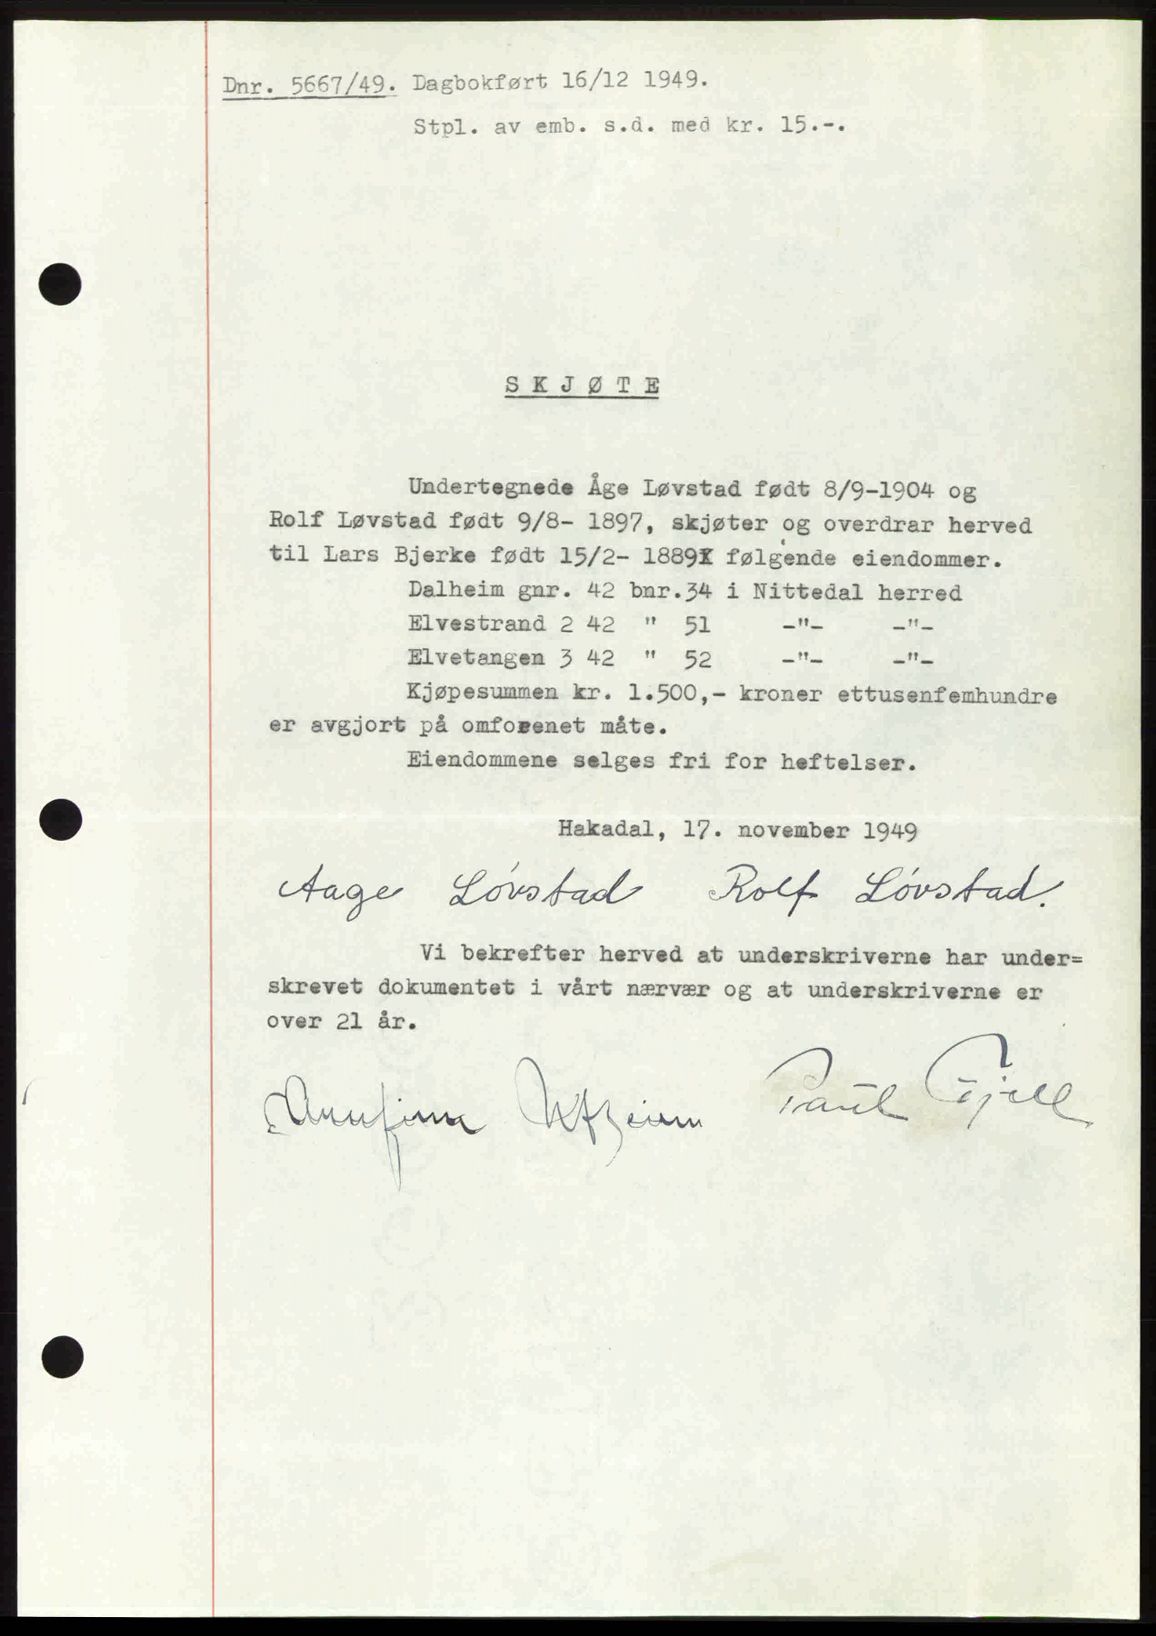 Dnr. 5667/49. Dagbokført 16/12 1949.
Stpl. av emb. s.d. med kr. 15.-.
SKJØTE
Undertegnede Åge Løvstad født 8/9-1904 og
Rolf Løvstad født 9/8- 1897, skjøter og overdrar herved
til Lars Bjerke født 15/2- 1889X følgende eiendommer.
Dalheim gnr. 42 bnr.34 i Nittedal herred
Elvestrand 2 42 " 51 -"- -"-
Elvetangen 3 42 " 52 -"- -"-
Kjøpesummen kr. 1.500,- kroner ettusenfemhundre
er avgjort på omforenet måte.
Eiendommene selges fri for heftelser.
Hakadal, 17. november 1949
Aage Løvstad Rolf Løvstad.
Vi bekrefter herved at underskriverne har under=
skrevet dokumentet i vårt nærvær og at underskriverne er
over 21 år.
Paul Gjell